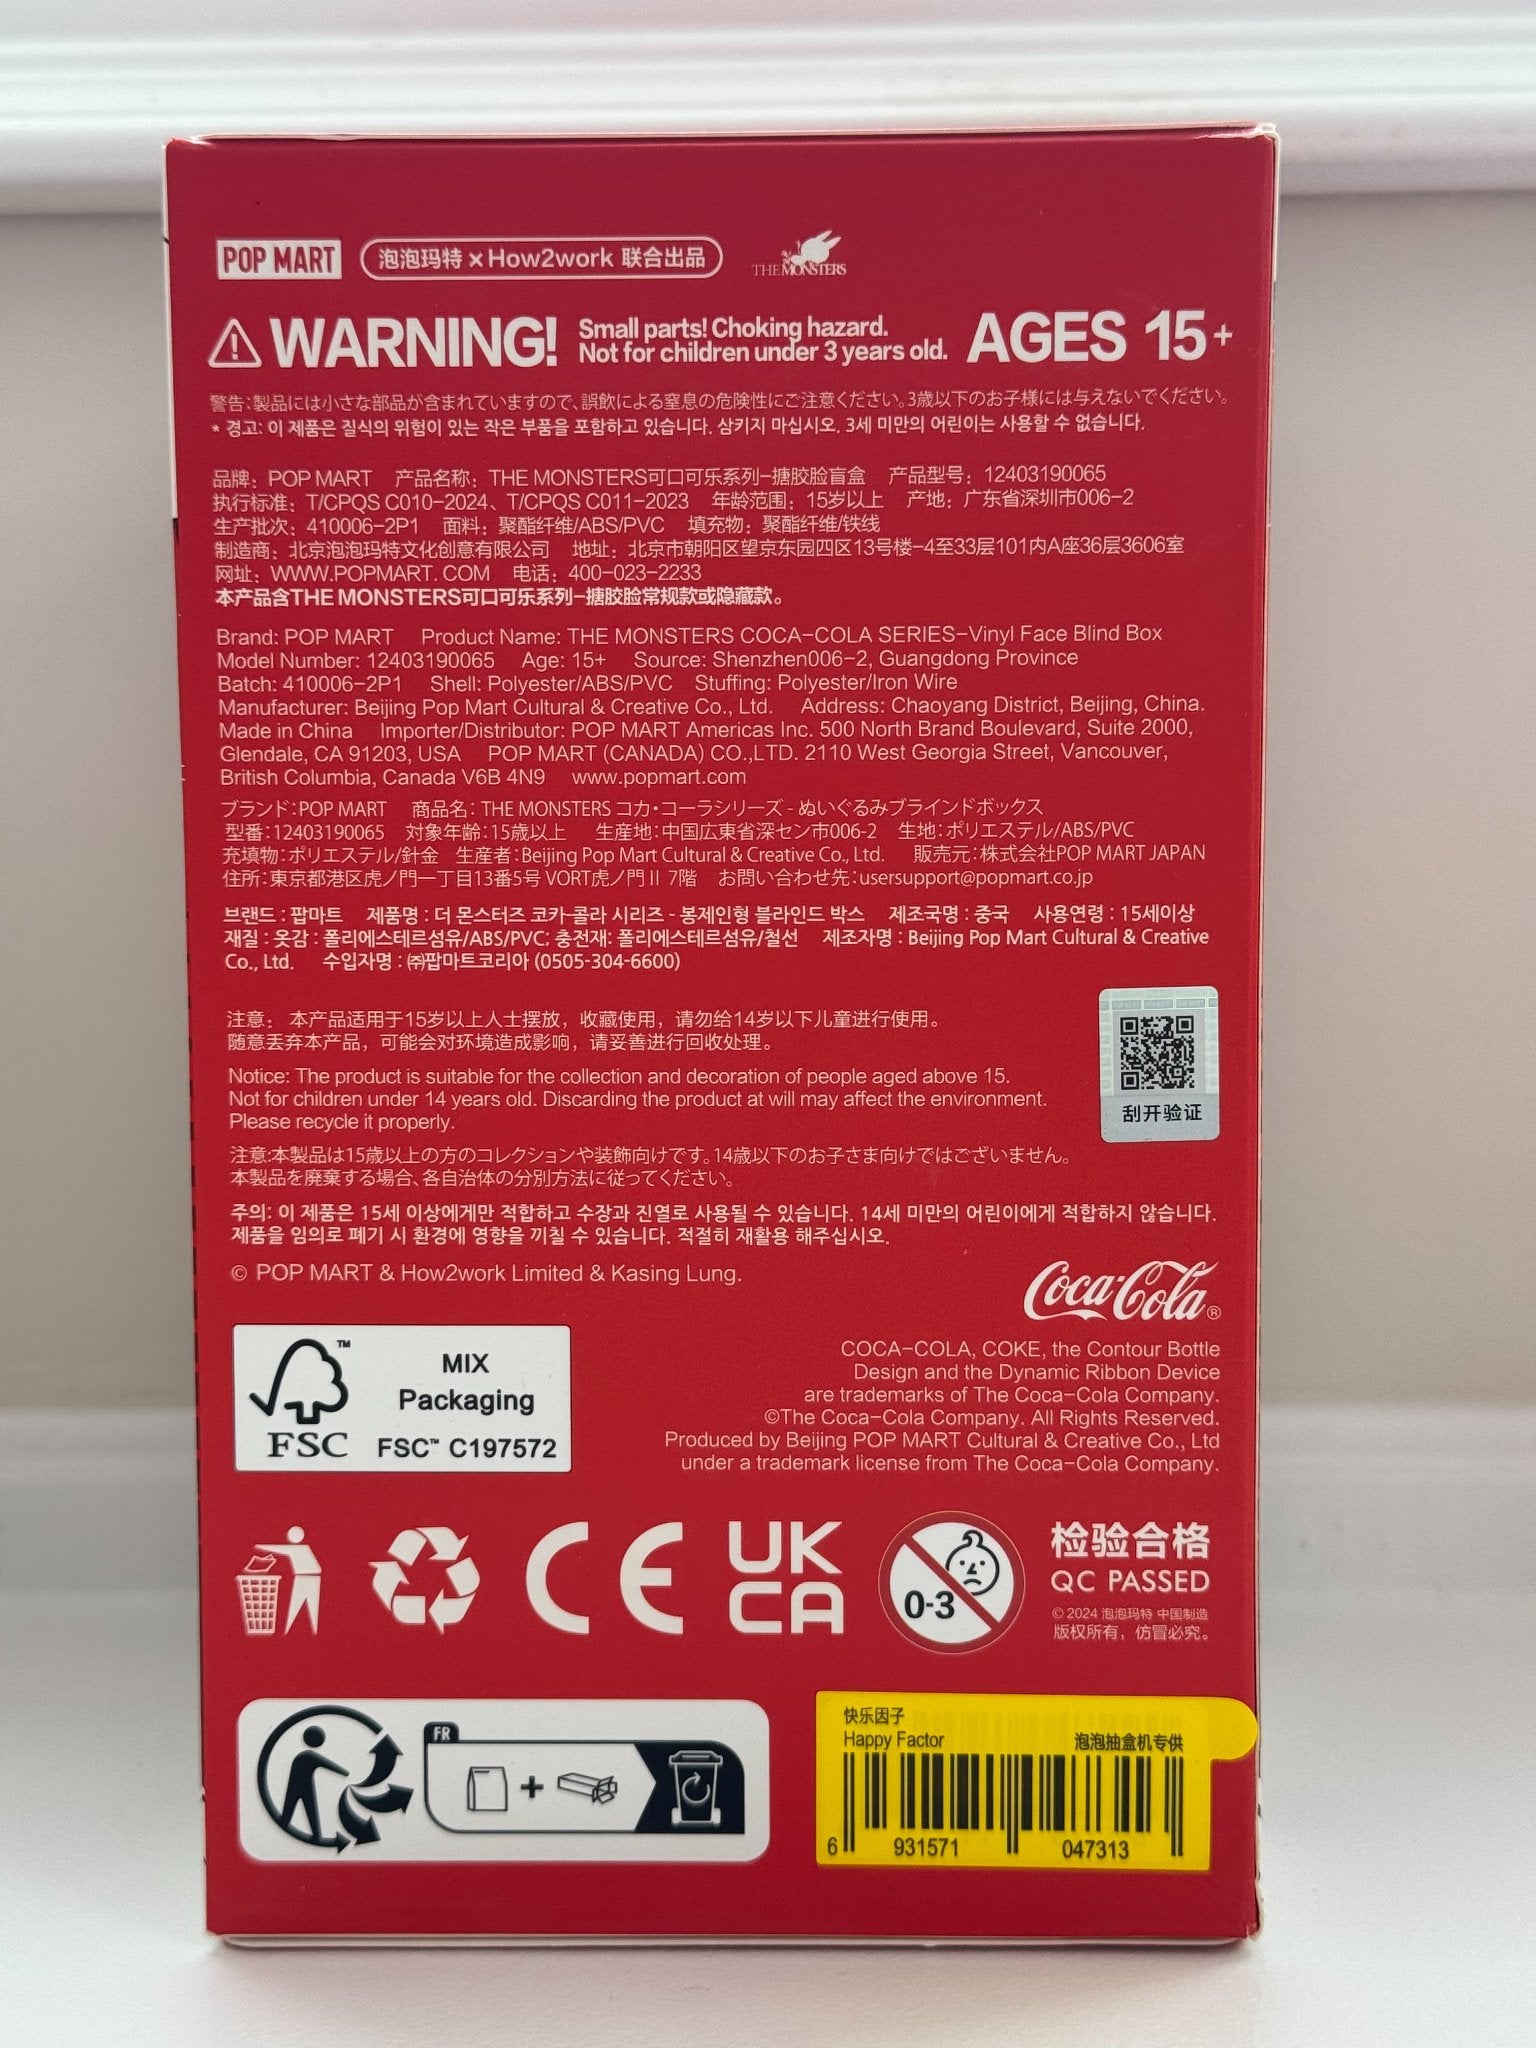 POP MART 泡泡玛特×How2work 联合出品 THE MONSTERS
WARNING! Small parts! Choking hazard. Not for children under 3 years old. AGES 15+
警告:製品には小さな部品が含まれていますので、誤飲による窒息の危険性にご注意ください。3歳以下のお子様には与えないでください。
* 경고: 이 제품은 질식의 위험이 있는 작은 부품을 포함하고 있습니다. 삼키지 마십시오. 3세 미만의 어린이는 사용할 수 없습니다.
品牌：POP MART 产品名称：THE MONSTERS可口可乐系列-搪胶脸盲盒 产品型号：12403190065
执行标准：T/CPQS C010-2024、T/CPQS C011-2023 年龄范围：15岁以上 产地：广东省深圳市006-2
生产批次：410006-2P1 面料：聚酯纤维/ABS/PVC 填充物：聚酯纤维/铁线
制造商：北京泡泡玛特文化创意有限公司 地址：北京市朝阳区望京东园四区13号楼-4至33层101内A座36层3606室
网址：WWW.POPMART.COM 电话：400-023-2233
本产品含THE MONSTERS可口可乐系列-搪胶脸常规款或隐藏款。
Brand: POP MART Product Name: THE MONSTERS COCA-COLA SERIES-Vinyl Face Blind Box
Model Number: 12403190065 Age: 15+ Source: Shenzhen006-2, Guangdong Province
Batch: 410006-2P1 Shell: Polyester/ABS/PVC Stuffing: Polyester/Iron Wire
Manufacturer: Beijing Pop Mart Cultural & Creative Co., Ltd. Address: Chaoyang District, Beijing, China.
Made in China Importer/Distributor: POP MART Americas Inc. 500 North Brand Boulevard, Suite 2000,
Glendale, CA 91203, USA POP MART (CANADA) CO.,LTD. 2110 West Georgia Street, Vancouver,
British Columbia, Canada V6B 4N9 www.popmart.com
ブランド:POP MART 商品名: THE MONSTERS コカ・コーラシリーズ - ぬいぐるみブラインドボックス
型番:12403190065 対象年齢:15歳以上 生産地:中国広東省深セン市006-2 生地:ポリエステル/ABS/PVC
充填物:ポリエステル/針金 生産者:Beijing Pop Mart Cultural & Creative Co., Ltd. 販売元:株式会社POP MART JAPAN
住所:東京都港区虎ノ門一丁目13番5号 VORT虎ノ門Ⅱ 7階 お問い合わせ先:usersupport@popmart.co.jp
브랜드 : 팝마트 제품명 : 더 몬스터즈 코카-콜라 시리즈 - 봉제인형 블라인드 박스 제조국명 : 중국 사용연령 : 15세이상
재질 : 옷감 : 폴리에스테르섬유/ABS/PVC; 충전재: 폴리에스테르섬유/철선 제조자명 : Beijing Pop Mart Cultural & Creative
Co., Ltd. 수입자명 : ㈜팝마트코리아 (0505-304-6600)
注意： 本产品适用于15岁以上人士摆放，收藏使用，请勿给14岁以下儿童进行使用。
随意丢弃本产品，可能会对环境造成影响，请妥善进行回收处理。
Notice: The product is suitable for the collection and decoration of people aged above 15.
Not for children under 14 years old. Discarding the product at will may affect the environment.
Please recycle it properly.
刮开验证
注意:本製品は15歳以上の方のコレクションや装飾向けです。14歳以下のお子さま向けではございません。
本製品を廃棄する場合、各自治体の分別方法に従ってください。
주의: 이 제품은 15세 이상에게만 적합하고 수장과 진열로 사용될 수 있습니다. 14세 미만의 어린이에게 적합하지 않습니다.
제품을 임의로 폐기 시 환경에 영향을 끼칠 수 있습니다. 적절히 재활용 해주십시오.
© POP MART & How2work Limited & Kasing Lung.
Coca-Cola®
COCA-COLA, COKE, the Contour Bottle
Design and the Dynamic Ribbon Device
are trademarks of The Coca-Cola Company.
©The Coca-Cola Company. All Rights Reserved.
Produced by Beijing POP MART Cultural & Creative Co., Ltd
under a trademark license from The Coca-Cola Company.
FSC™
MIX
Packaging
FSC™ C197572
CE
UK
CA
0-3
检验合格
QC PASSED
© 2024 泡泡玛特 中国制造
版权所有，仿冒必究。
FR
快乐因子
Happy Factor 泡泡抽盒机专供
6 931571 047313